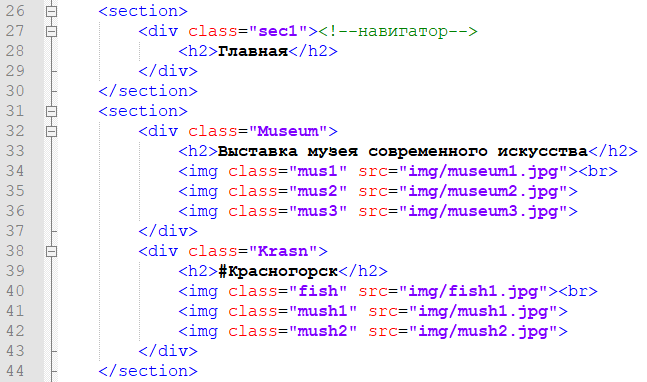 26 <section>
27 <div class="sec1"><!--навигатор-->
28 <h2>Главная</h2>
29 </div>
30 </section>
31 <section>
32 <div class="Museum">
33 <h2>Выставка музея современного искусства</h2>
34 <img class="mus1" src="img/museum1.jpg"><br>
35 <img class="mus2" src="img/museum2.jpg">
36 <img class="mus3" src="img/museum3.jpg">
37 </div>
38 <div class="Krasn">
39 <h2>#Красногорск</h2>
40 <img class="fish" src="img/fish1.jpg"><br>
41 <img class="mush1" src="img/mush1.jpg">
42 <img class="mush2" src="img/mush2.jpg">
43 </div>
44 </section>